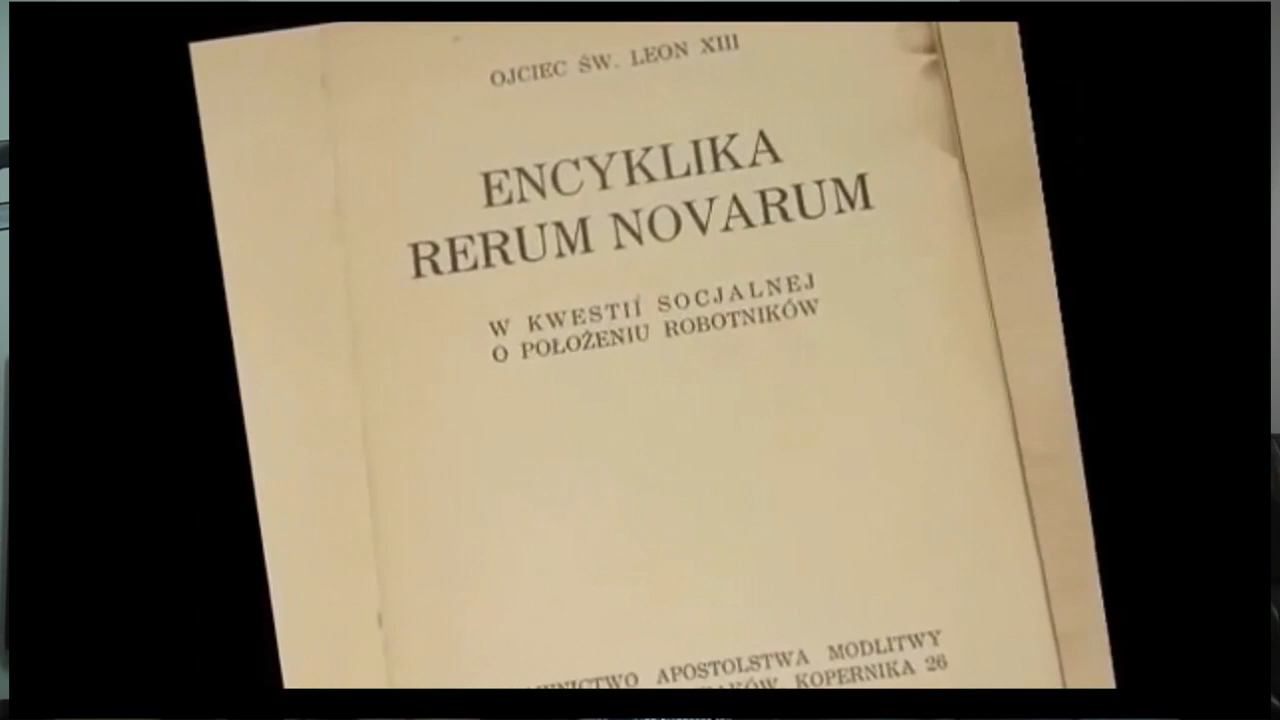 OJCIEC ŚW. LEON XIII
ENCYKLIKA
RERUM NOVARUM
W KWESTII SOCJALNEJ
O POŁOŻENIU ROBOTNIKÓW
APOSTOLSTWA MODLITWY
KOPERNIKA 26